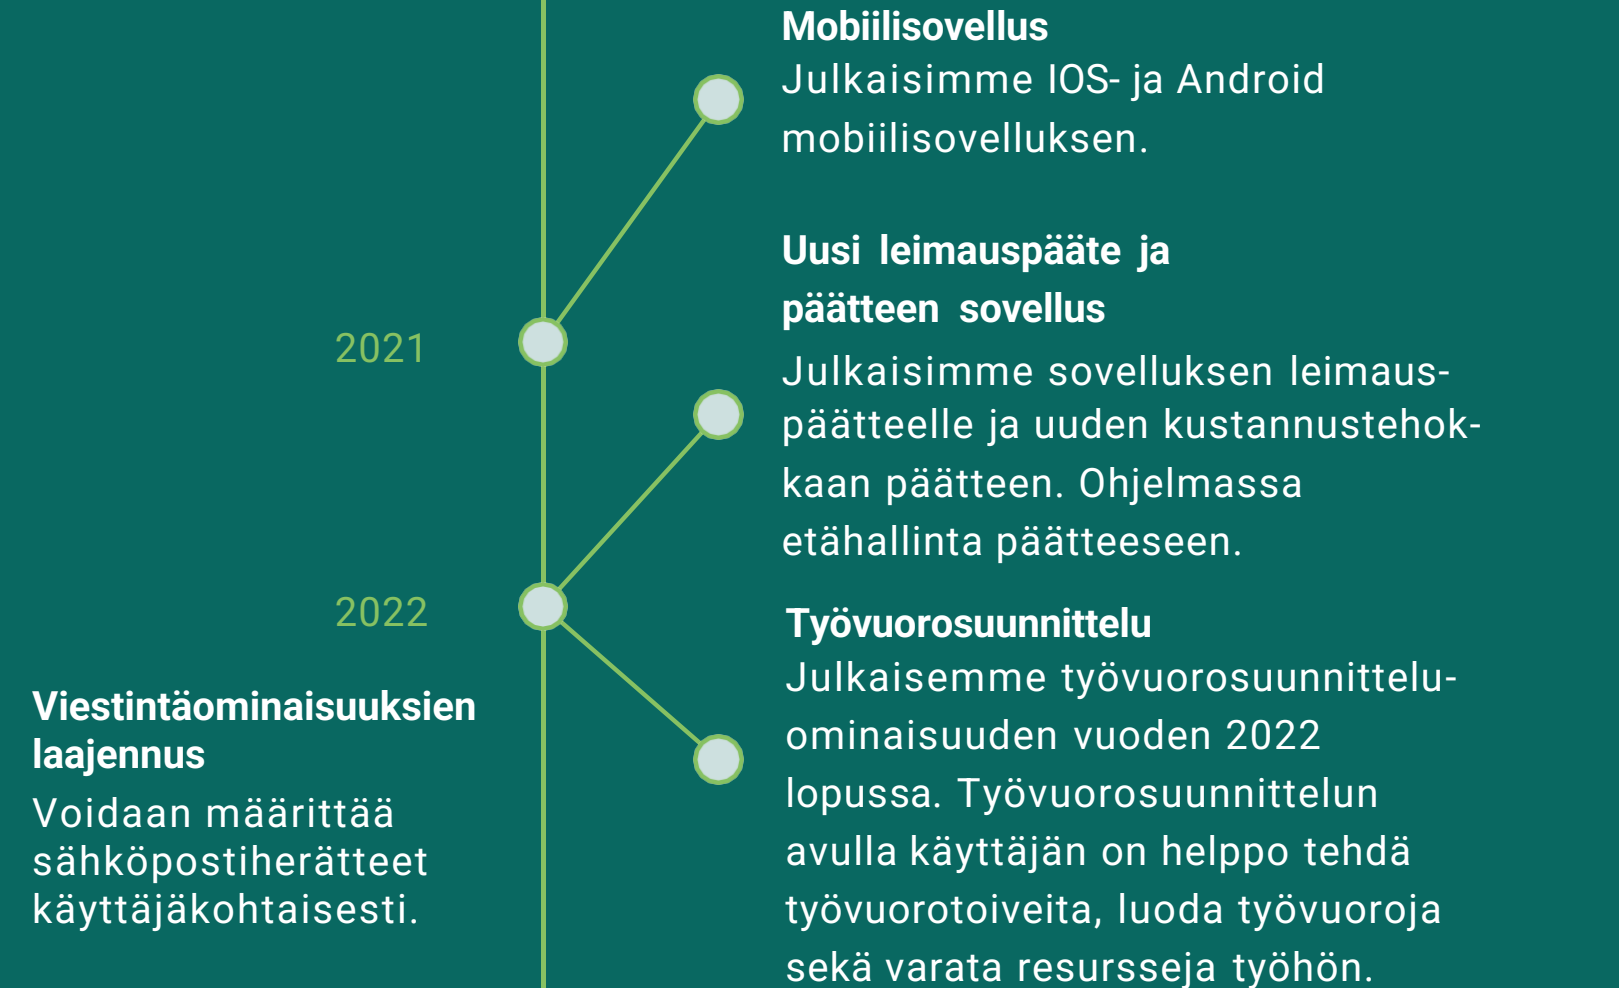 Mobiilisovellus
Julkaisimme IOS- ja Android
mobiilisovelluksen.
2021
Uusi leimauspääte ja
päätteen sovellus
Julkaisimme sovelluksen leimaus-
päätteelle ja uuden kustannustehok-
kaan päätteen. Ohjelmassa
etähallinta päätteeseen.
2022
Työvuorosuunnittelu
Julkaisemme työvuorosuunnittelu-
ominaisuuden vuoden 2022
lopussa. Työvuorosuunnittelun
avulla käyttäjän on helppo tehdä
työvuorotoiveita, luoda työvuoroja
sekä varata resursseja työhön.
Viestintäominaisuuksien
laajennus
Voidaan määrittää
sähköpostiherätteet
käyttäjäkohtaisesti.